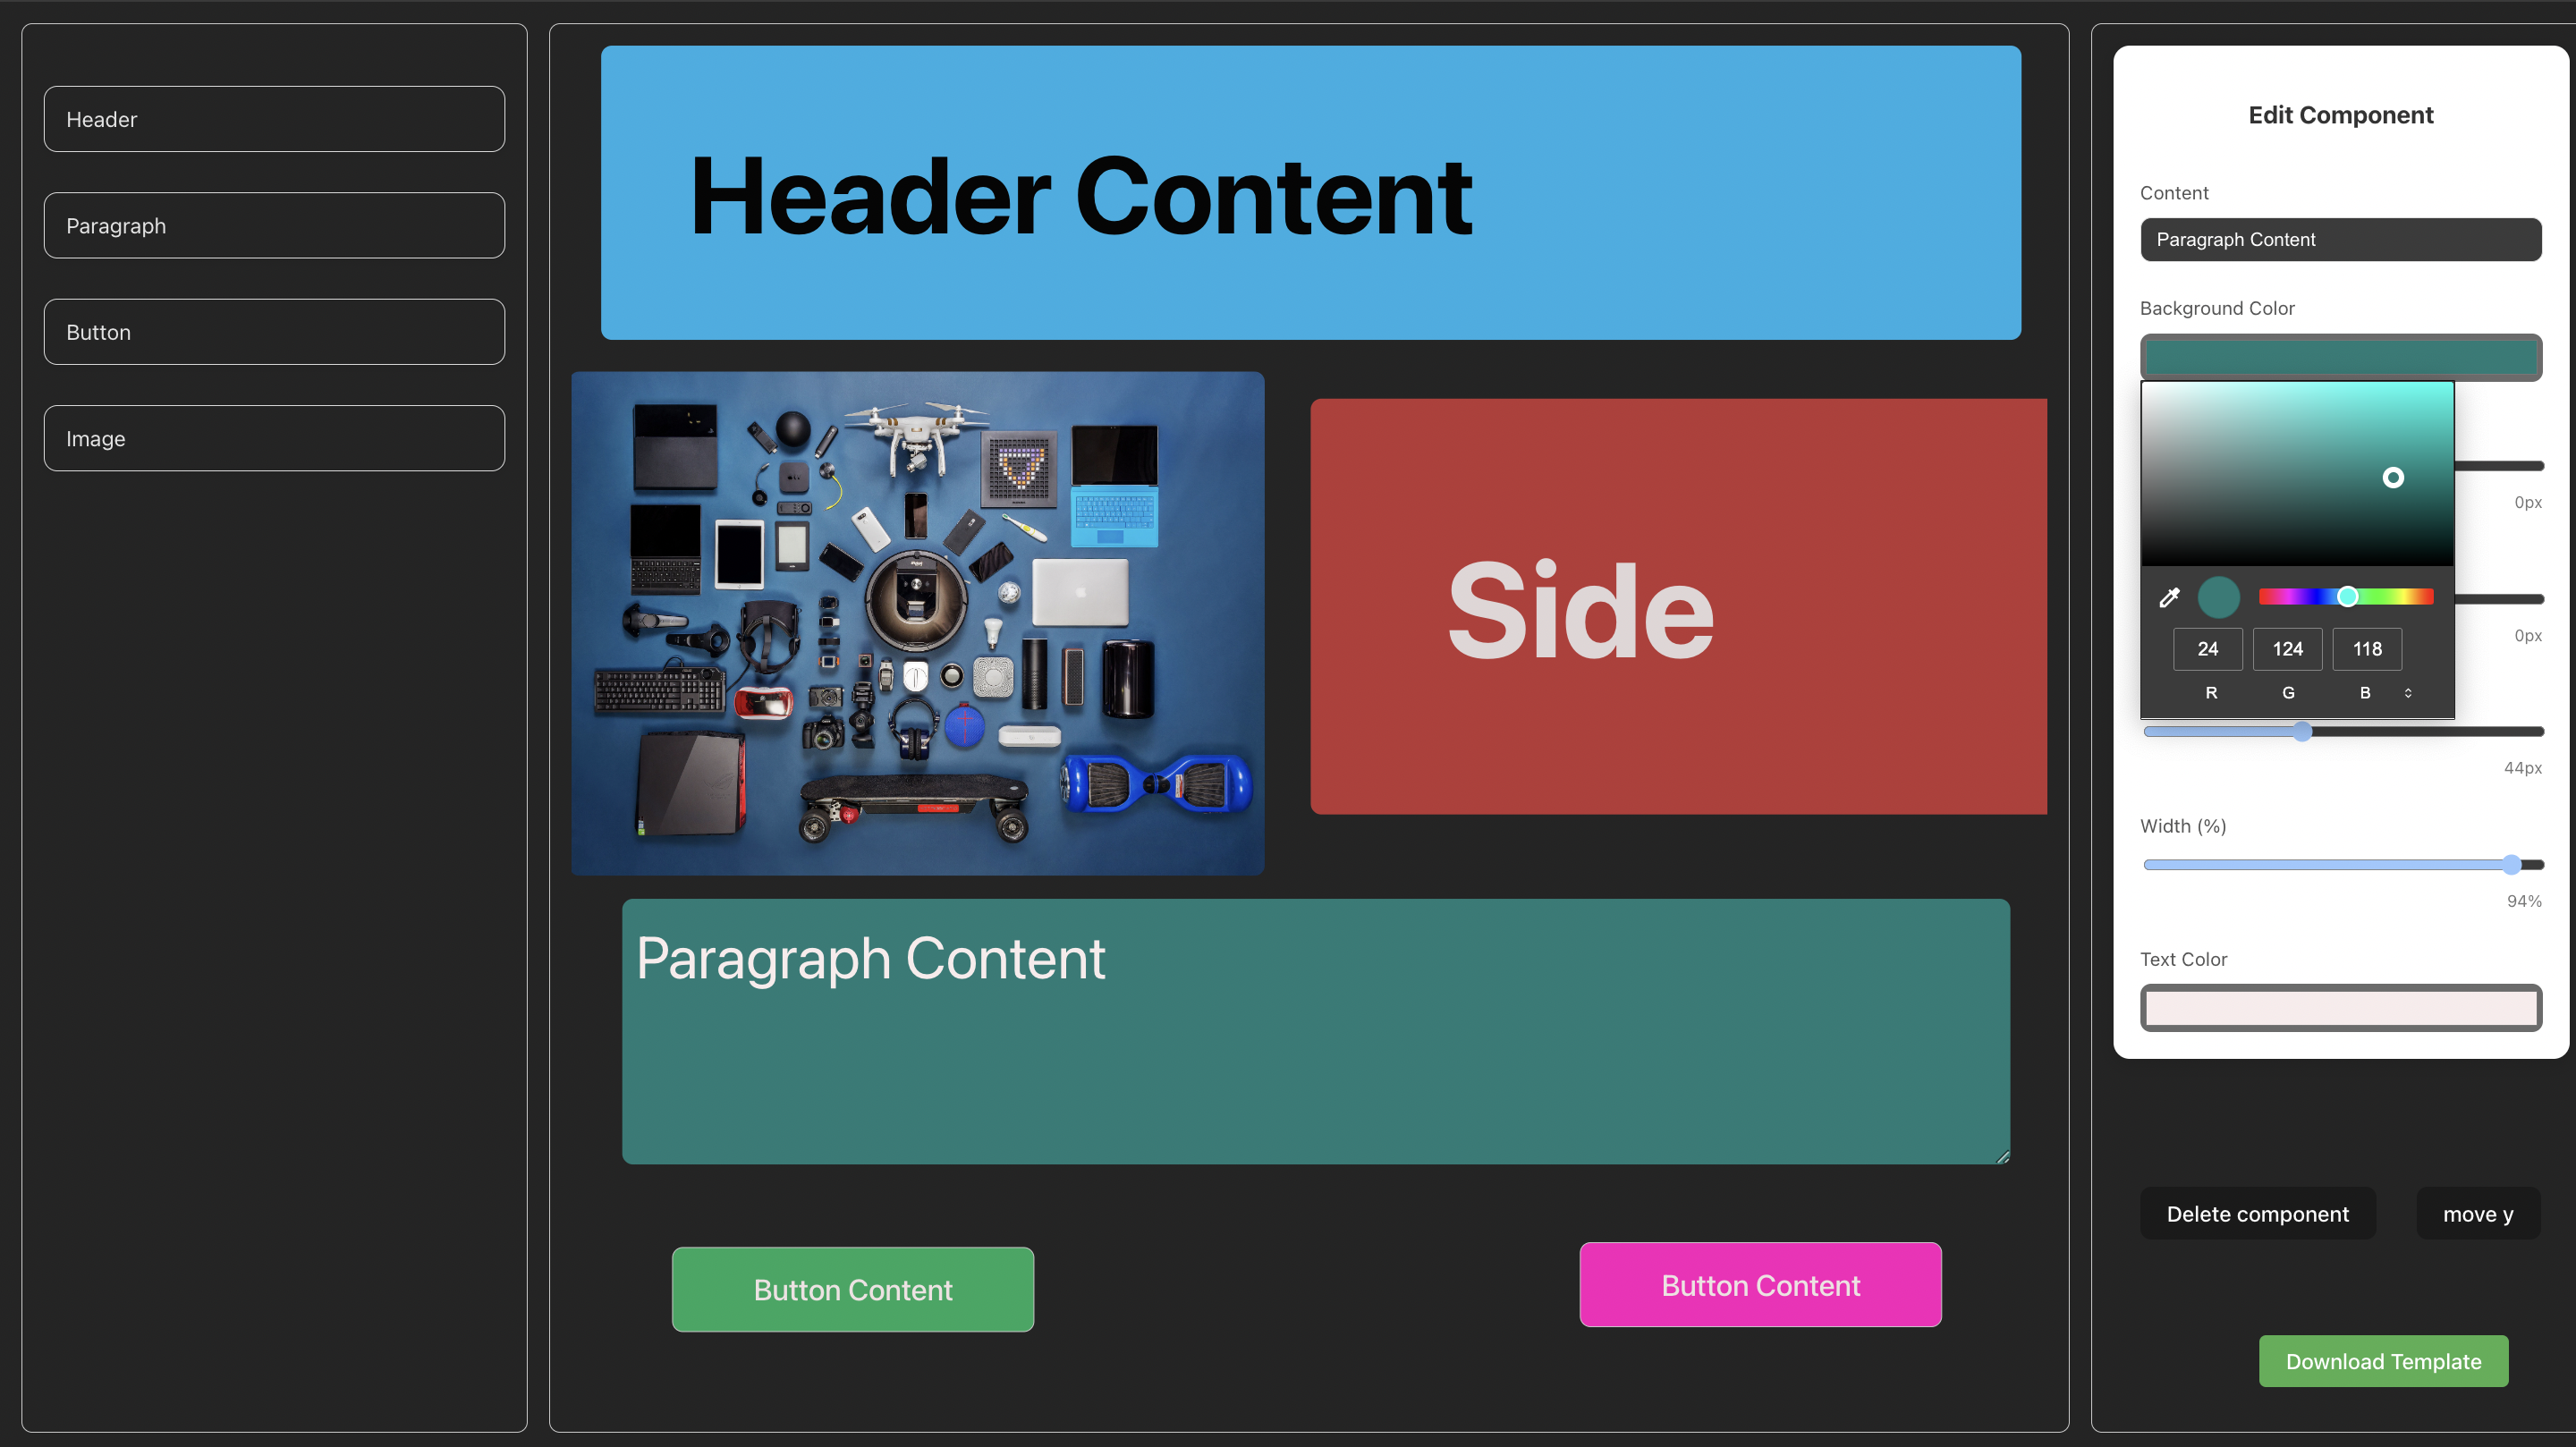 Header
Paragraph
Button
Image
Header Content
Side
Paragraph Content
Button Content
Button Content
Edit Component
Content
Paragraph Content
Background Color
0px
24
124
118
R
G
B
0px
44px
Width (%)
94%
Text Color
Delete component
move y
Download Template